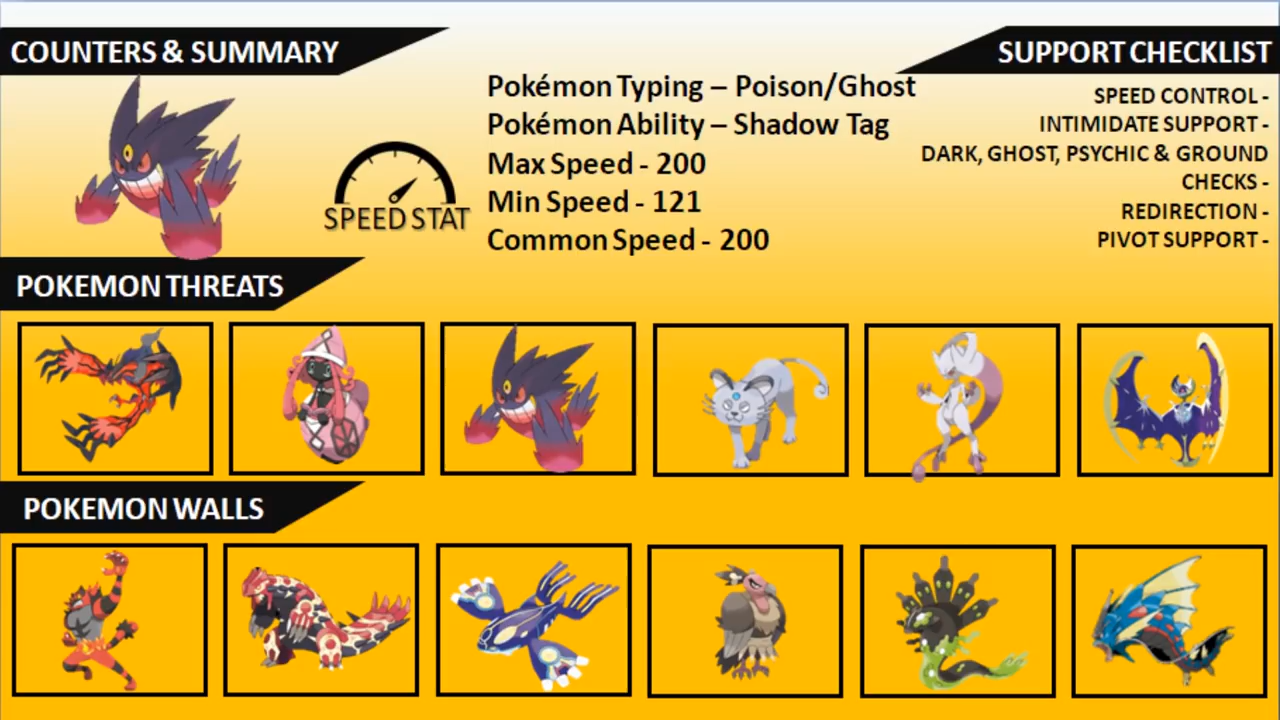 COUNTERS & SUMMARY
SUPPORT CHECKLIST
Pokémon Typing – Poison/Ghost
Pokémon Ability – Shadow Tag
Max Speed - 200
Min Speed - 121
Common Speed - 200
SPEED STAT
SPEED CONTROL -
INTIMIDATE SUPPORT -
DARK, GHOST, PSYCHIC & GROUND
CHECKS -
REDIRECTION -
PIVOT SUPPORT -
POKEMON THREATS
POKEMON WALLS